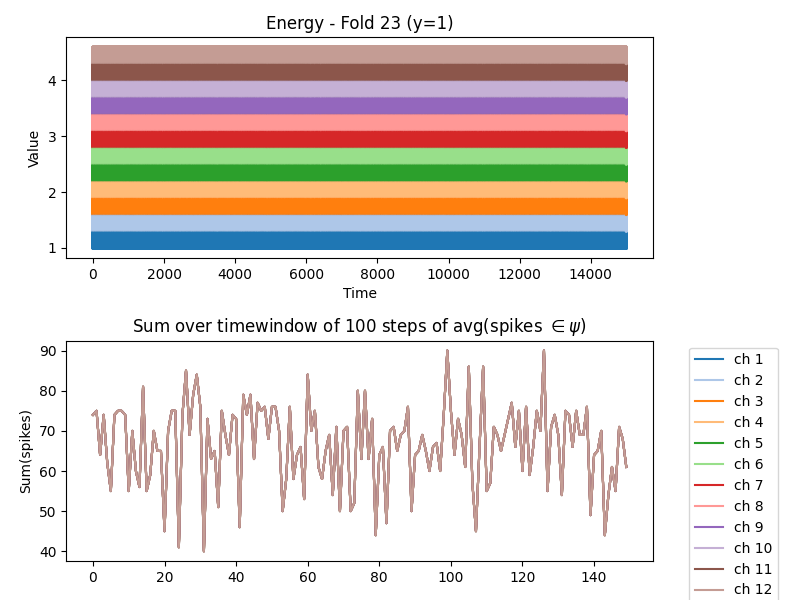 Energy - Fold 23 (y=1)
Value
4
3
2
1
0 2000 4000 6000 8000 10000 12000 14000
Time
Sum over timewindow of 100 steps of avg(spikes ∈ ψ)
Sum(spikes)
90
80
70
60
50
40
0 20 40 60 80 100 120 140
ch 1
ch 2
ch 3
ch 4
ch 5
ch 6
ch 7
ch 8
ch 9
ch 10
ch 11
ch 12